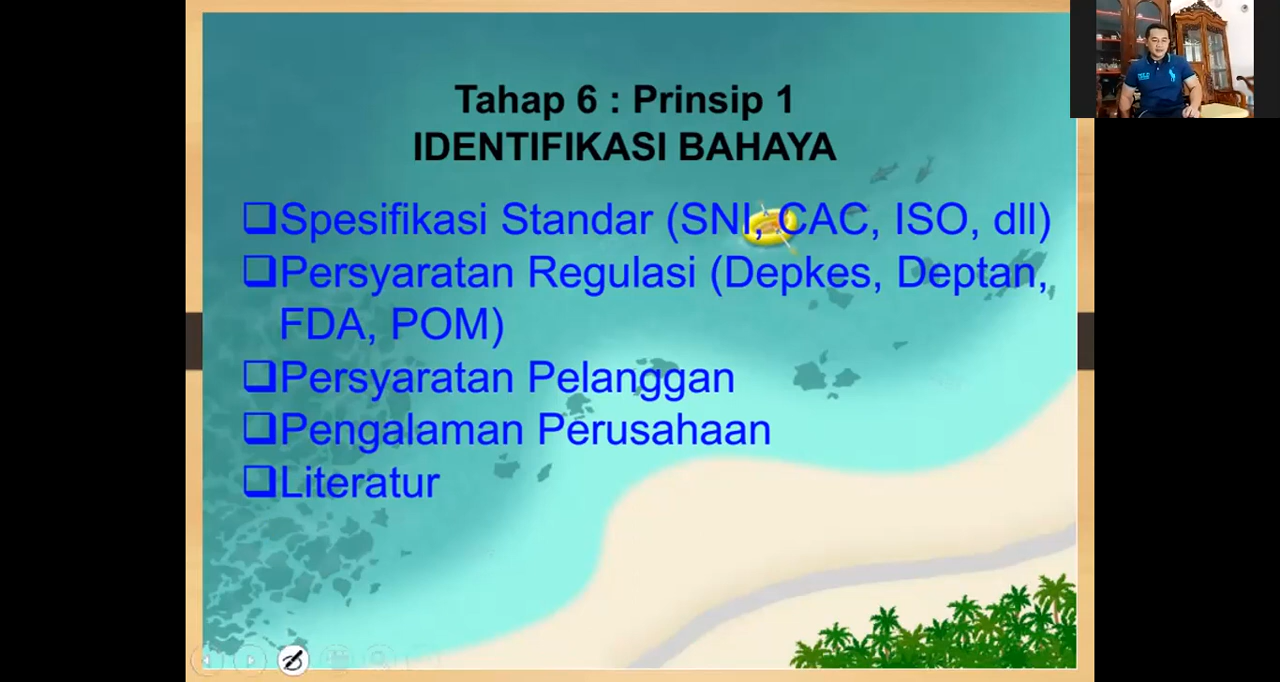 Tahap 6 : Prinsip 1
IDENTIFIKASI BAHAYA
❑Spesifikasi Standar (SNI, CAC, ISO, dll)
❑Persyaratan Regulasi (Depkes, Deptan,
FDA, POM)
❑Persyaratan Pelanggan
❑Pengalaman Perusahaan
❑Literatur